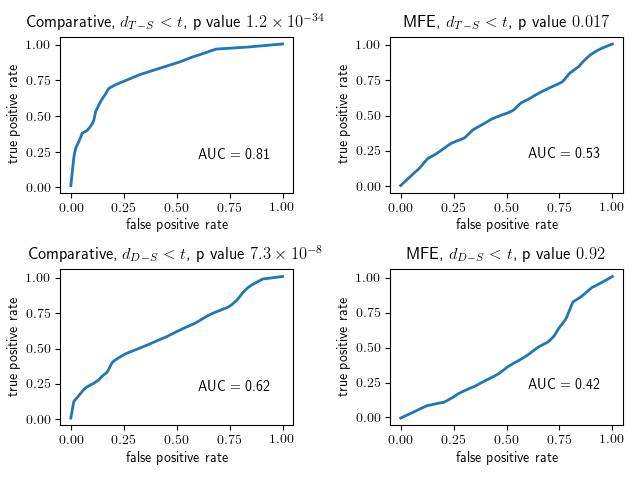 Comparative, d_{T−S} < t, p value 1.2 × 10^{−34}
MFE, d_{T−S} < t, p value 0.017
true positive rate
1.00
0.75
0.50
0.25
0.00
AUC = 0.81
0.00 0.25 0.50 0.75 1.00
false positive rate
true positive rate
1.00
0.75
0.50
0.25
0.00
AUC = 0.53
0.00 0.25 0.50 0.75 1.00
false positive rate
Comparative, d_{D−S} < t, p value 7.3 × 10^{−8}
MFE, d_{D−S} < t, p value 0.92
true positive rate
1.00
0.75
0.50
0.25
0.00
AUC = 0.62
0.00 0.25 0.50 0.75 1.00
false positive rate
true positive rate
1.00
0.75
0.50
0.25
0.00
AUC = 0.42
0.00 0.25 0.50 0.75 1.00
false positive rate